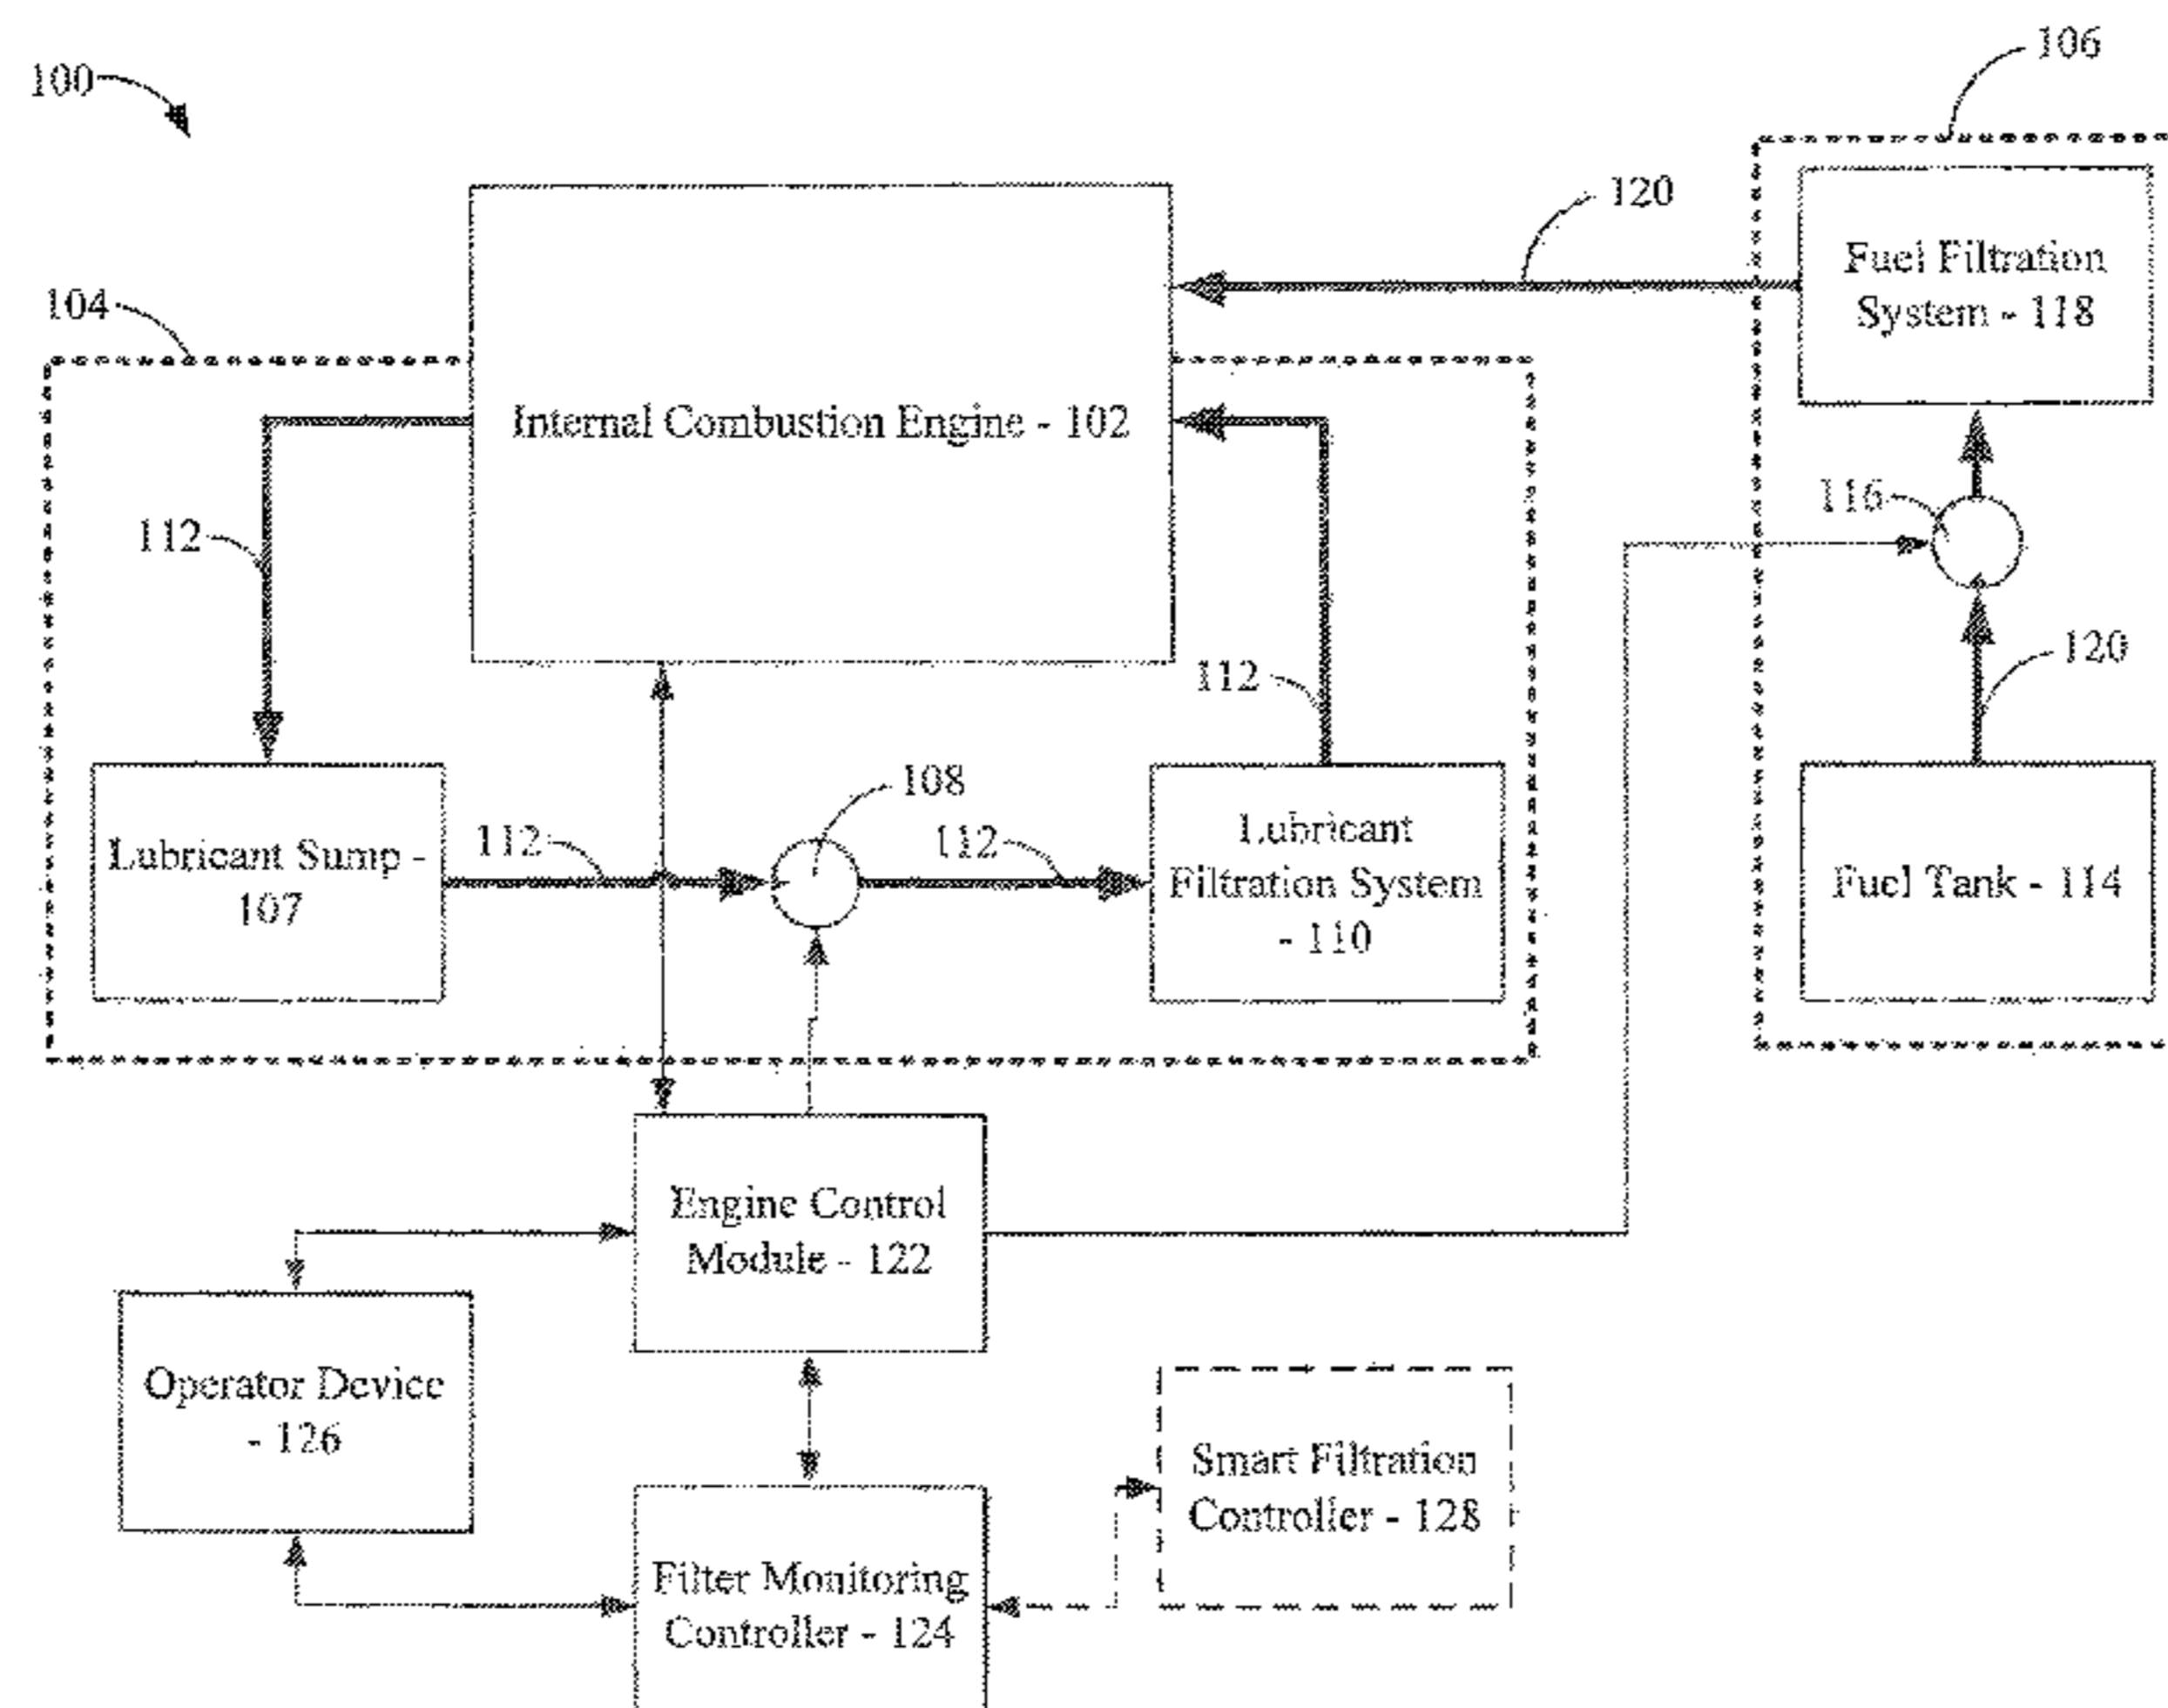 106
100
120
Fuel Filtration
System - 118
104
Internal Combustion Engine - 102
116
112
120
112
108
Lubricant Sump -
107
112
112
Lubricant
Filtration System
- 110
Fuel Tank - 114
Engine Control
Module - 122
Operator Device
- 126
Smart Filtration
Controller - 128
Filter Monitoring
Controller - 124